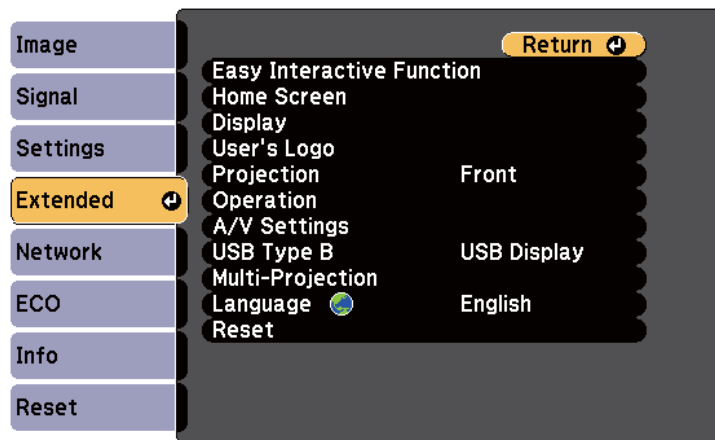 Image
Signal
Settings
Extended
Network
ECO
Info
Reset
Return
Easy Interactive Function
Home Screen
Display
User's Logo
Projection Front
Operation
A/V Settings
USB Type B USB Display
Multi-Projection
Language English
Reset